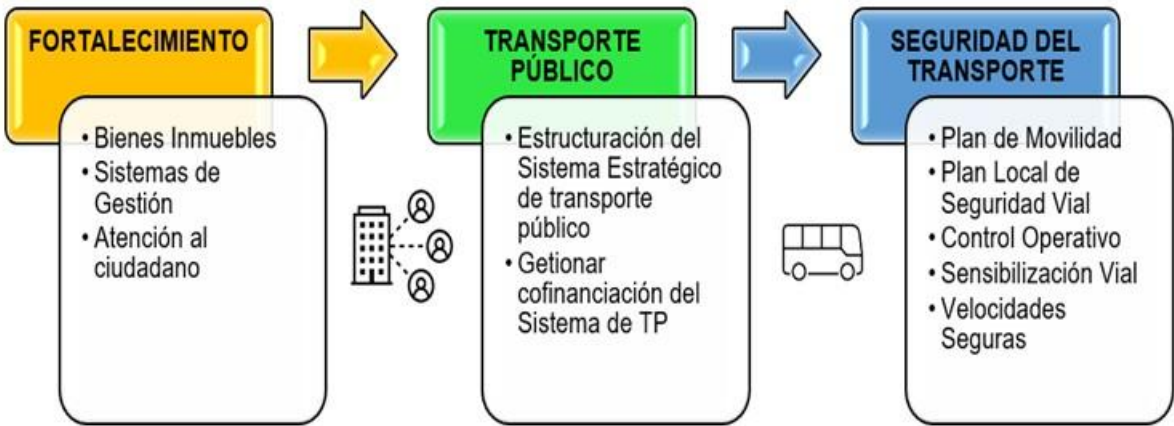 FORTALECIMIENTO
• Bienes Inmuebles
• Sistemas de
Gestión
• Atención al
ciudadano
TRANSPORTE
PÚBLICO
• Estructuración del
Sistema Estratégico
de transporte
público
• Getionar
cofinanciación del
Sistema de TP
SEGURIDAD DEL
TRANSPORTE
• Plan de Movilidad
• Plan Local de
Seguridad Vial
• Control Operativo
• Sensibilización Vial
• Velocidades
Seguras